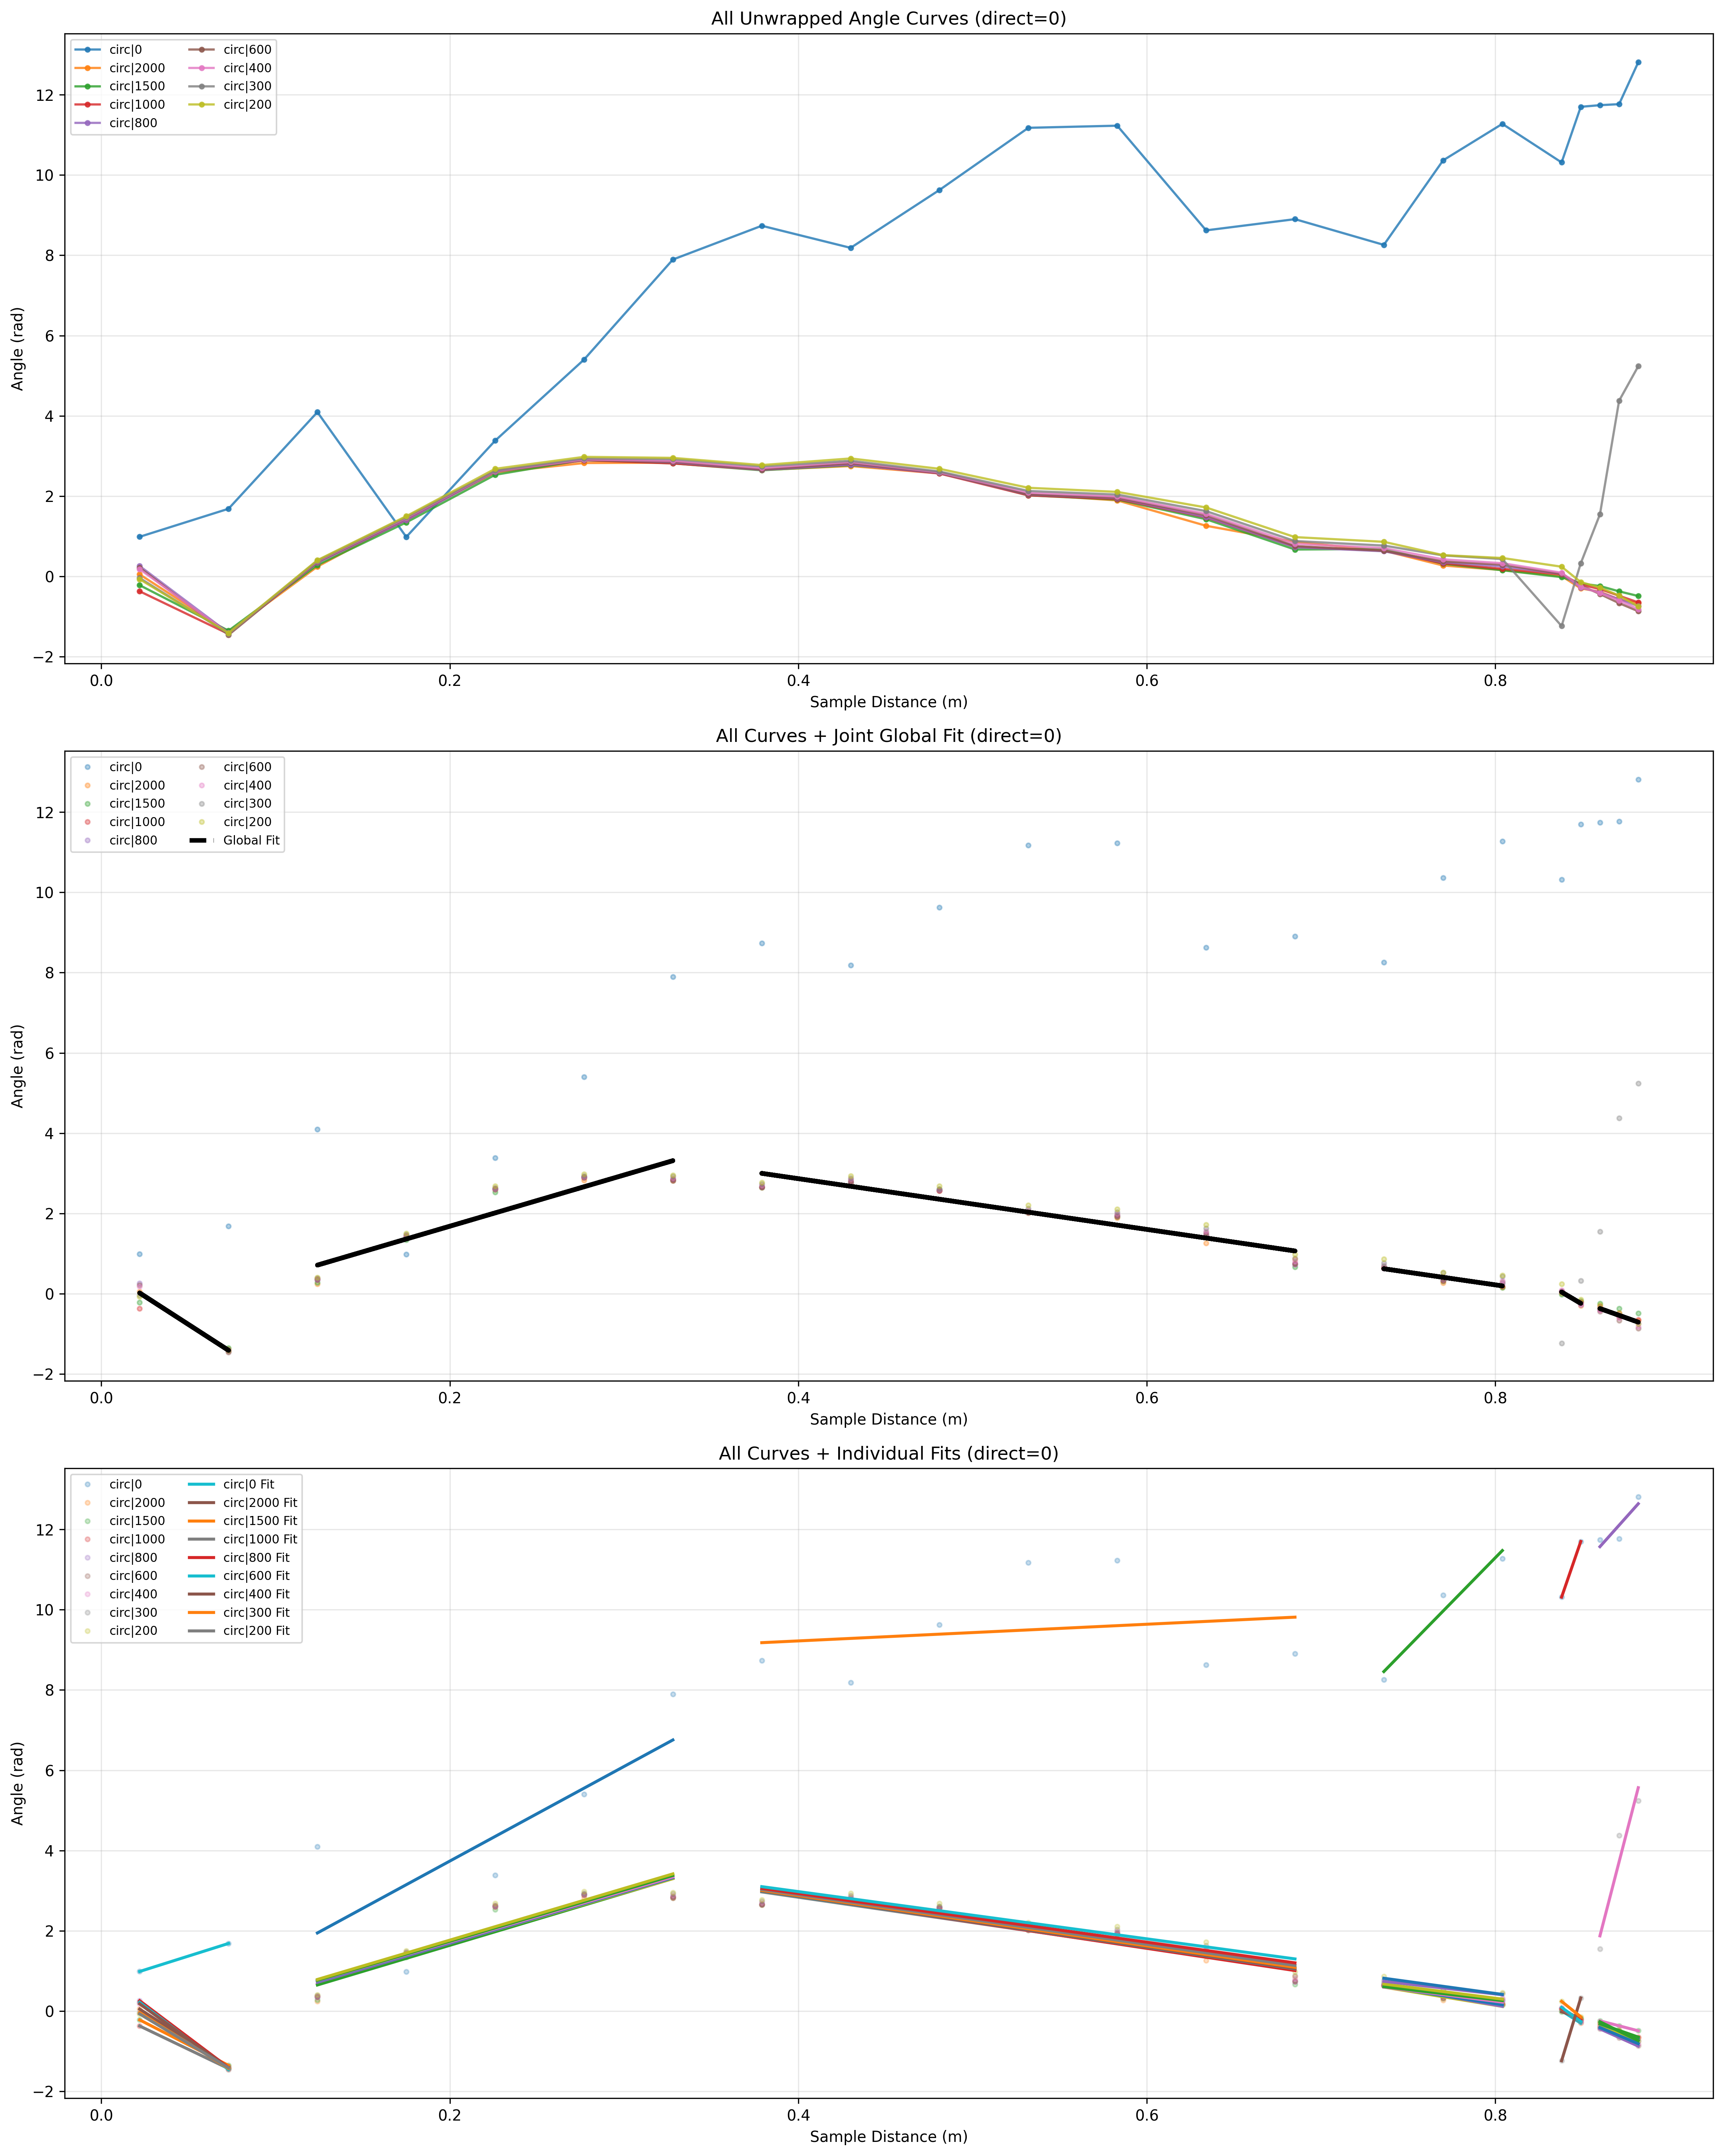 All Unwrapped Angle Curves (direct=0)
circ|0
circ|2000
circ|1500
circ|1000
circ|800
circ|600
circ|400
circ|300
circ|200
12
10
8
6
4
2
0
−2
Angle (rad)
0.0 0.2 0.4 0.6 0.8
Sample Distance (m)
All Curves + Joint Global Fit (direct=0)
circ|0
circ|2000
circ|1500
circ|1000
circ|800
circ|600
circ|400
circ|300
circ|200
Global Fit
12
10
8
6
4
2
0
−2
Angle (rad)
0.0 0.2 0.4 0.6 0.8
Sample Distance (m)
All Curves + Individual Fits (direct=0)
circ|0
circ|2000
circ|1500
circ|1000
circ|800
circ|600
circ|400
circ|300
circ|200
circ|0 Fit
circ|2000 Fit
circ|1500 Fit
circ|1000 Fit
circ|800 Fit
circ|600 Fit
circ|400 Fit
circ|300 Fit
circ|200 Fit
12
10
8
6
4
2
0
−2
Angle (rad)
0.0 0.2 0.4 0.6 0.8
Sample Distance (m)